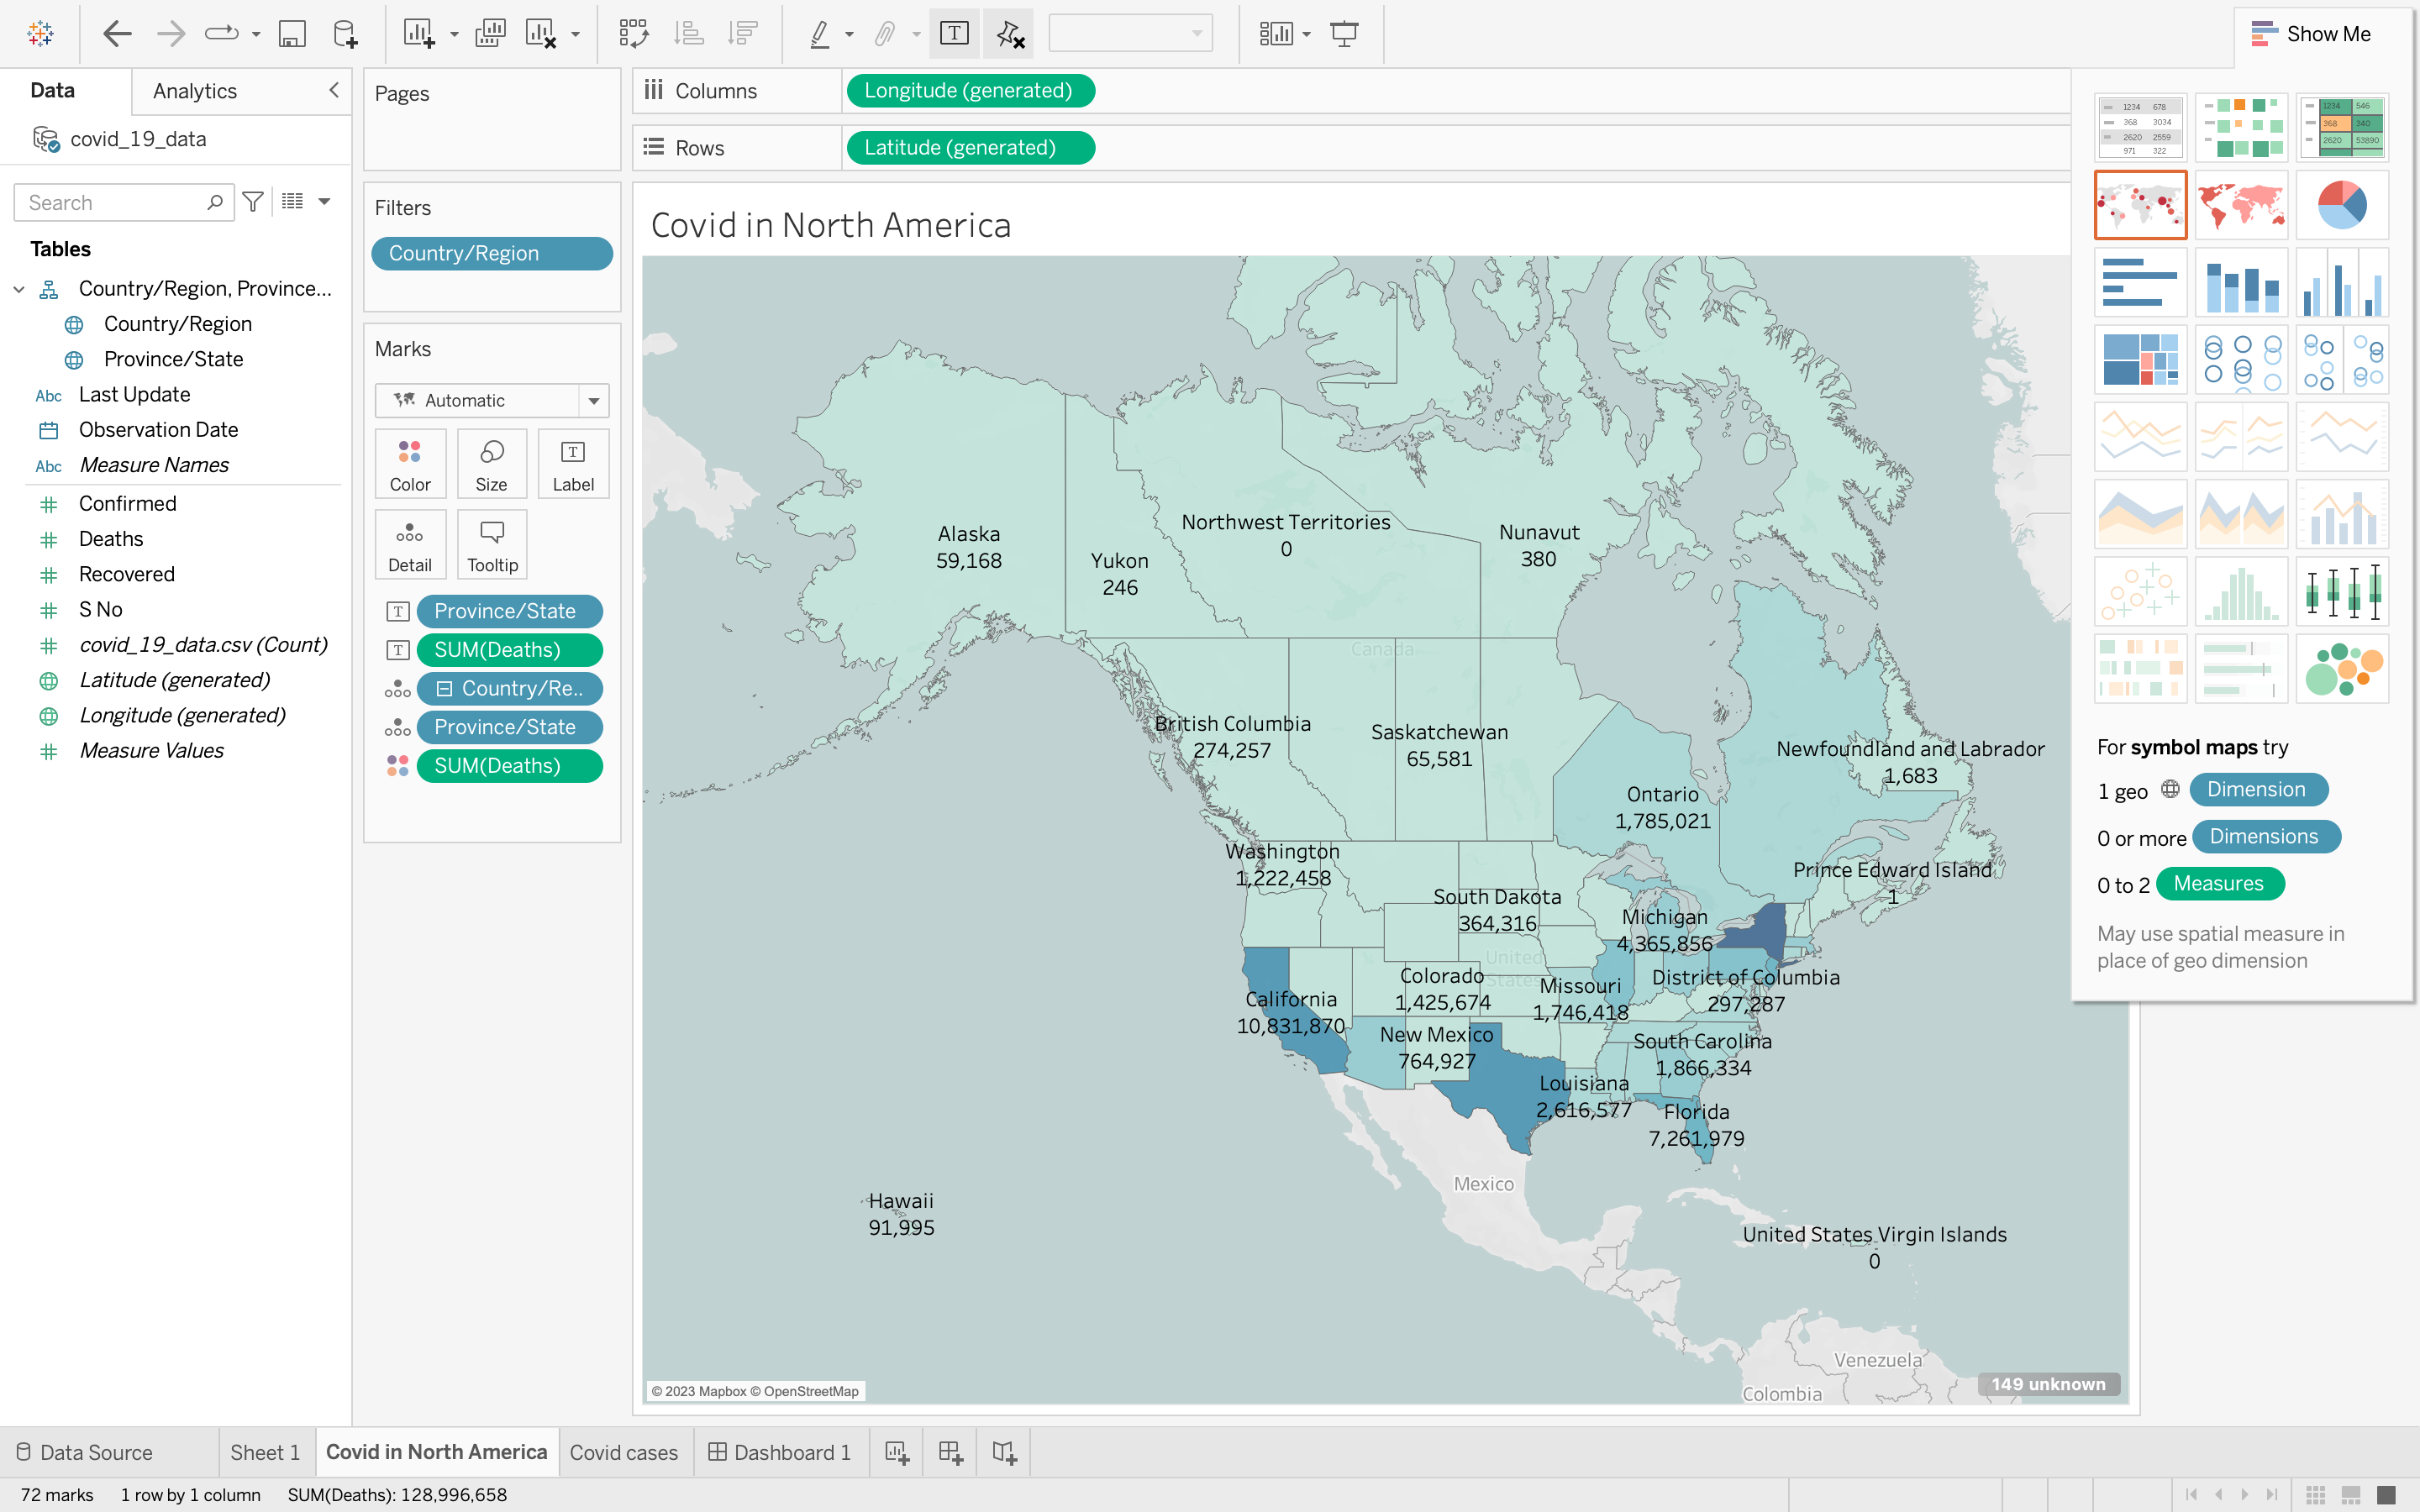 Show Me
Data
Analytics
covid_19_data
Search
Tables
Country/Region, Province...
Country/Region
Province/State
Abc Last Update
Observation Date
Abc Measure Names
Confirmed
Deaths
Recovered
S No
covid_19_data.csv (Count)
Latitude (generated)
Longitude (generated)
Measure Values
Pages
Filters
Country/Region
Marks
Automatic
Color
Size
Label
Detail
Tooltip
Province/State
SUM(Deaths)
Country/Re..
Province/State
SUM(Deaths)
Columns
Longitude (generated)
Rows
Latitude (generated)
Covid in North America
Alaska
59,168
Yukon
246
Northwest Territories
0
Nunavut
380
Canada
British Columbia
274,257
Saskatchewan
65,581
Newfoundland and Labrador
1,683
Ontario
1,785,021
Prince Edward Island
1
Washington
1,222,458
South Dakota
364,316
Michigan
4,365,856
United
States
Colorado
1,425,674
Missouri
1,746,418
District of Columbia
297,287
California
10,831,870
New Mexico
764,927
South Carolina
1,866,334
Louisiana
2,616,577
Florida
7,261,979
Mexico
Hawaii
91,995
United States Virgin Islands
0
Venezuela
Colombia
149 unknown
© 2023 Mapbox © OpenStreetMap
1234 678
368 3034
2620 2559
971 322
1234 546
368 340
2620 53890
For symbol maps try
1 geo Dimension
0 or more Dimensions
0 to 2 Measures
May use spatial measure in
place of geo dimension
Data Source
Sheet 1
Covid in North America
Covid cases
Dashboard 1
72 marks
1 row by 1 column
SUM(Deaths): 128,996,658